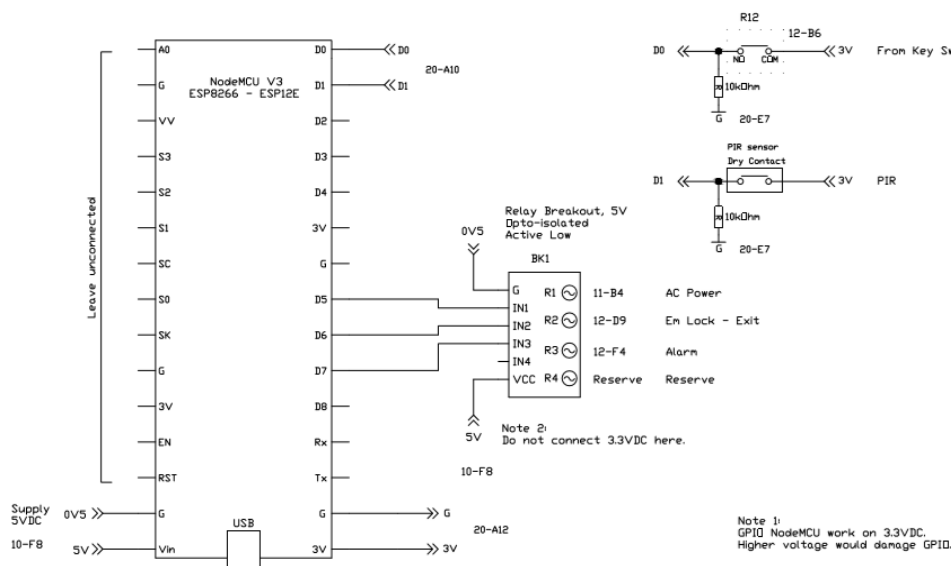 A0
G
VV
S3
S2
S1
SC
S0
SK
G
3V
EN
RST
G
Vin
Leave unconnected
NodeMCU V3
ESP8266 - ESP12E
USB
D0
D1
D2
D3
D4
3V
G
D5
D6
D7
D8
Rx
Tx
G
3V
D0
20-A10
D1
Supply
5VDC
0V5
10-F8
5V
G
20-A12
3V
Relay Breakout, 5V
Opto-isolated
Active Low
0V5
BK1
G
IN1
IN2
IN3
IN4
VCC
R1 11-B4 AC Power
R2 12-D9 Em Lock - Exit
R3 12-F4 Alarm
R4 Reserve Reserve
5V
Note 2:
Do not connect 3.3VDC here.
10-F8
R12
12-B6
D0
NO COM
3V
From Key Sw
R
10kOhm
G 20-E7
PIR sensor
Dry Contact
D1
3V
PIR
R
10kOhm
G 20-E7
Note 1:
GPIO NodeMCU work on 3.3VDC.
Higher voltage would damage GPIO.